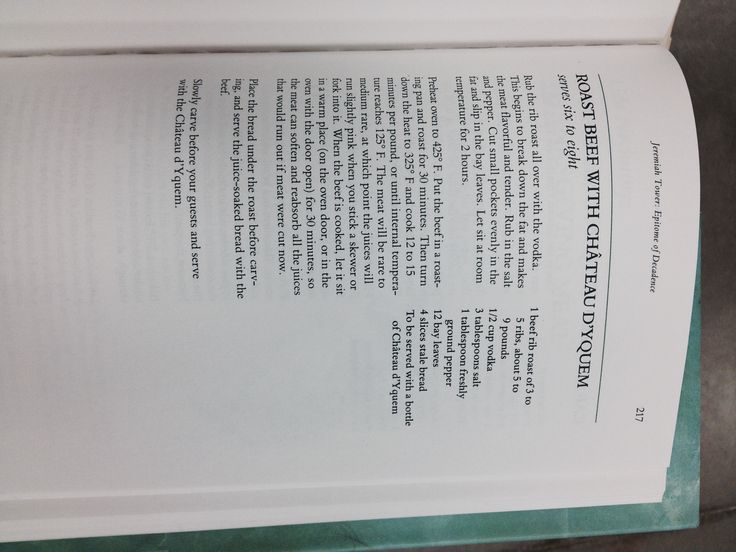 Jeremiah Tower: Epitome of Decadence
217
ROAST BEEF WITH CHÂTEAU D'YQUEM
serves six to eight
Rub the rib roast all over with the vodka.
This begins to break down the fat and makes
the meat flavorful and tender. Rub in the salt
and pepper. Cut small pockets evenly in the
fat and slip in the bay leaves. Let sit at room
temperature for 2 hours.
Preheat oven to 425° F. Put the beef in a roast-
ing pan and roast for 30 minutes. Then turn
down the heat to 325° F and cook 12 to 15
minutes per pound, or until internal tempera-
ture reaches 125° F. The meat will be rare to
medium rare, at which point the juices will
run slightly pink when you stick a skewer or
fork into it. When the beef is cooked, let it sit
in a warm place (on the oven door, or in the
oven with the door open) for 30 minutes, so
the meat can soften and reabsorb all the juices
that would run out if meat were cut now.
Place the bread under the roast before carv-
ing, and serve the juice-soaked bread with the
beef.
Slowly carve before your guests and serve
with the Château d'Yquem.
1 beef rib roast of 3 to
5 ribs, about 5 to
9 pounds
1/2 cup vodka
3 tablespoons salt
1 tablespoon freshly
ground pepper
12 bay leaves
4 slices stale bread
To be served with a bottle
of Château d'Yquem